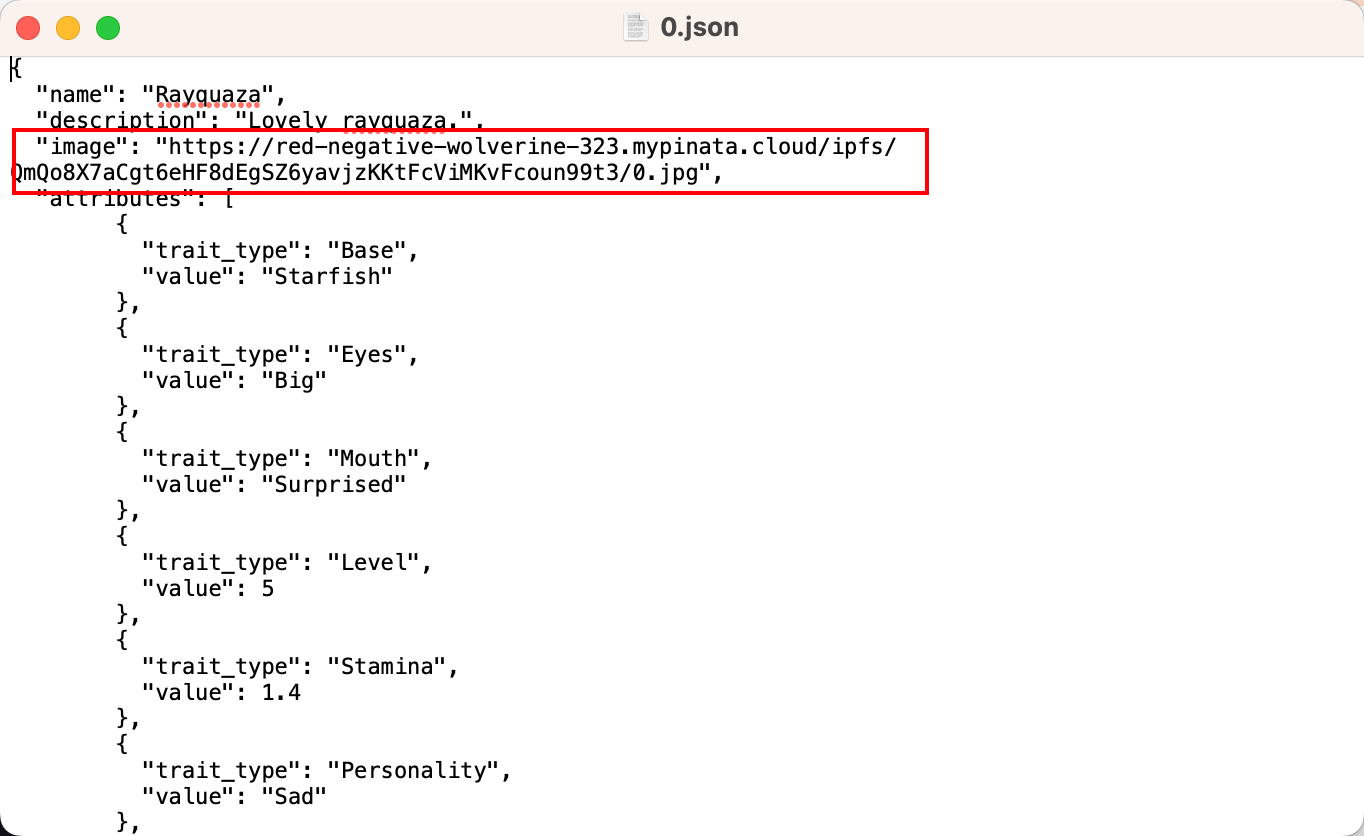 0.json
{
"name": "Rayquaza",
"description": "Lovely rayquaza.",
"image": "https://red-negative-wolverine-323.mypinata.cloud/ipfs/
QmQo8X7aCgt6eHF8dEgSZ6yavjzKKtFcViMKvFcoun99t3/0.jpg",
"attributes": [
{
"trait_type": "Base",
"value": "Starfish"
},
{
"trait_type": "Eyes",
"value": "Big"
},
{
"trait_type": "Mouth",
"value": "Surprised"
},
{
"trait_type": "Level",
"value": 5
},
{
"trait_type": "Stamina",
"value": 1.4
},
{
"trait_type": "Personality",
"value": "Sad"
},